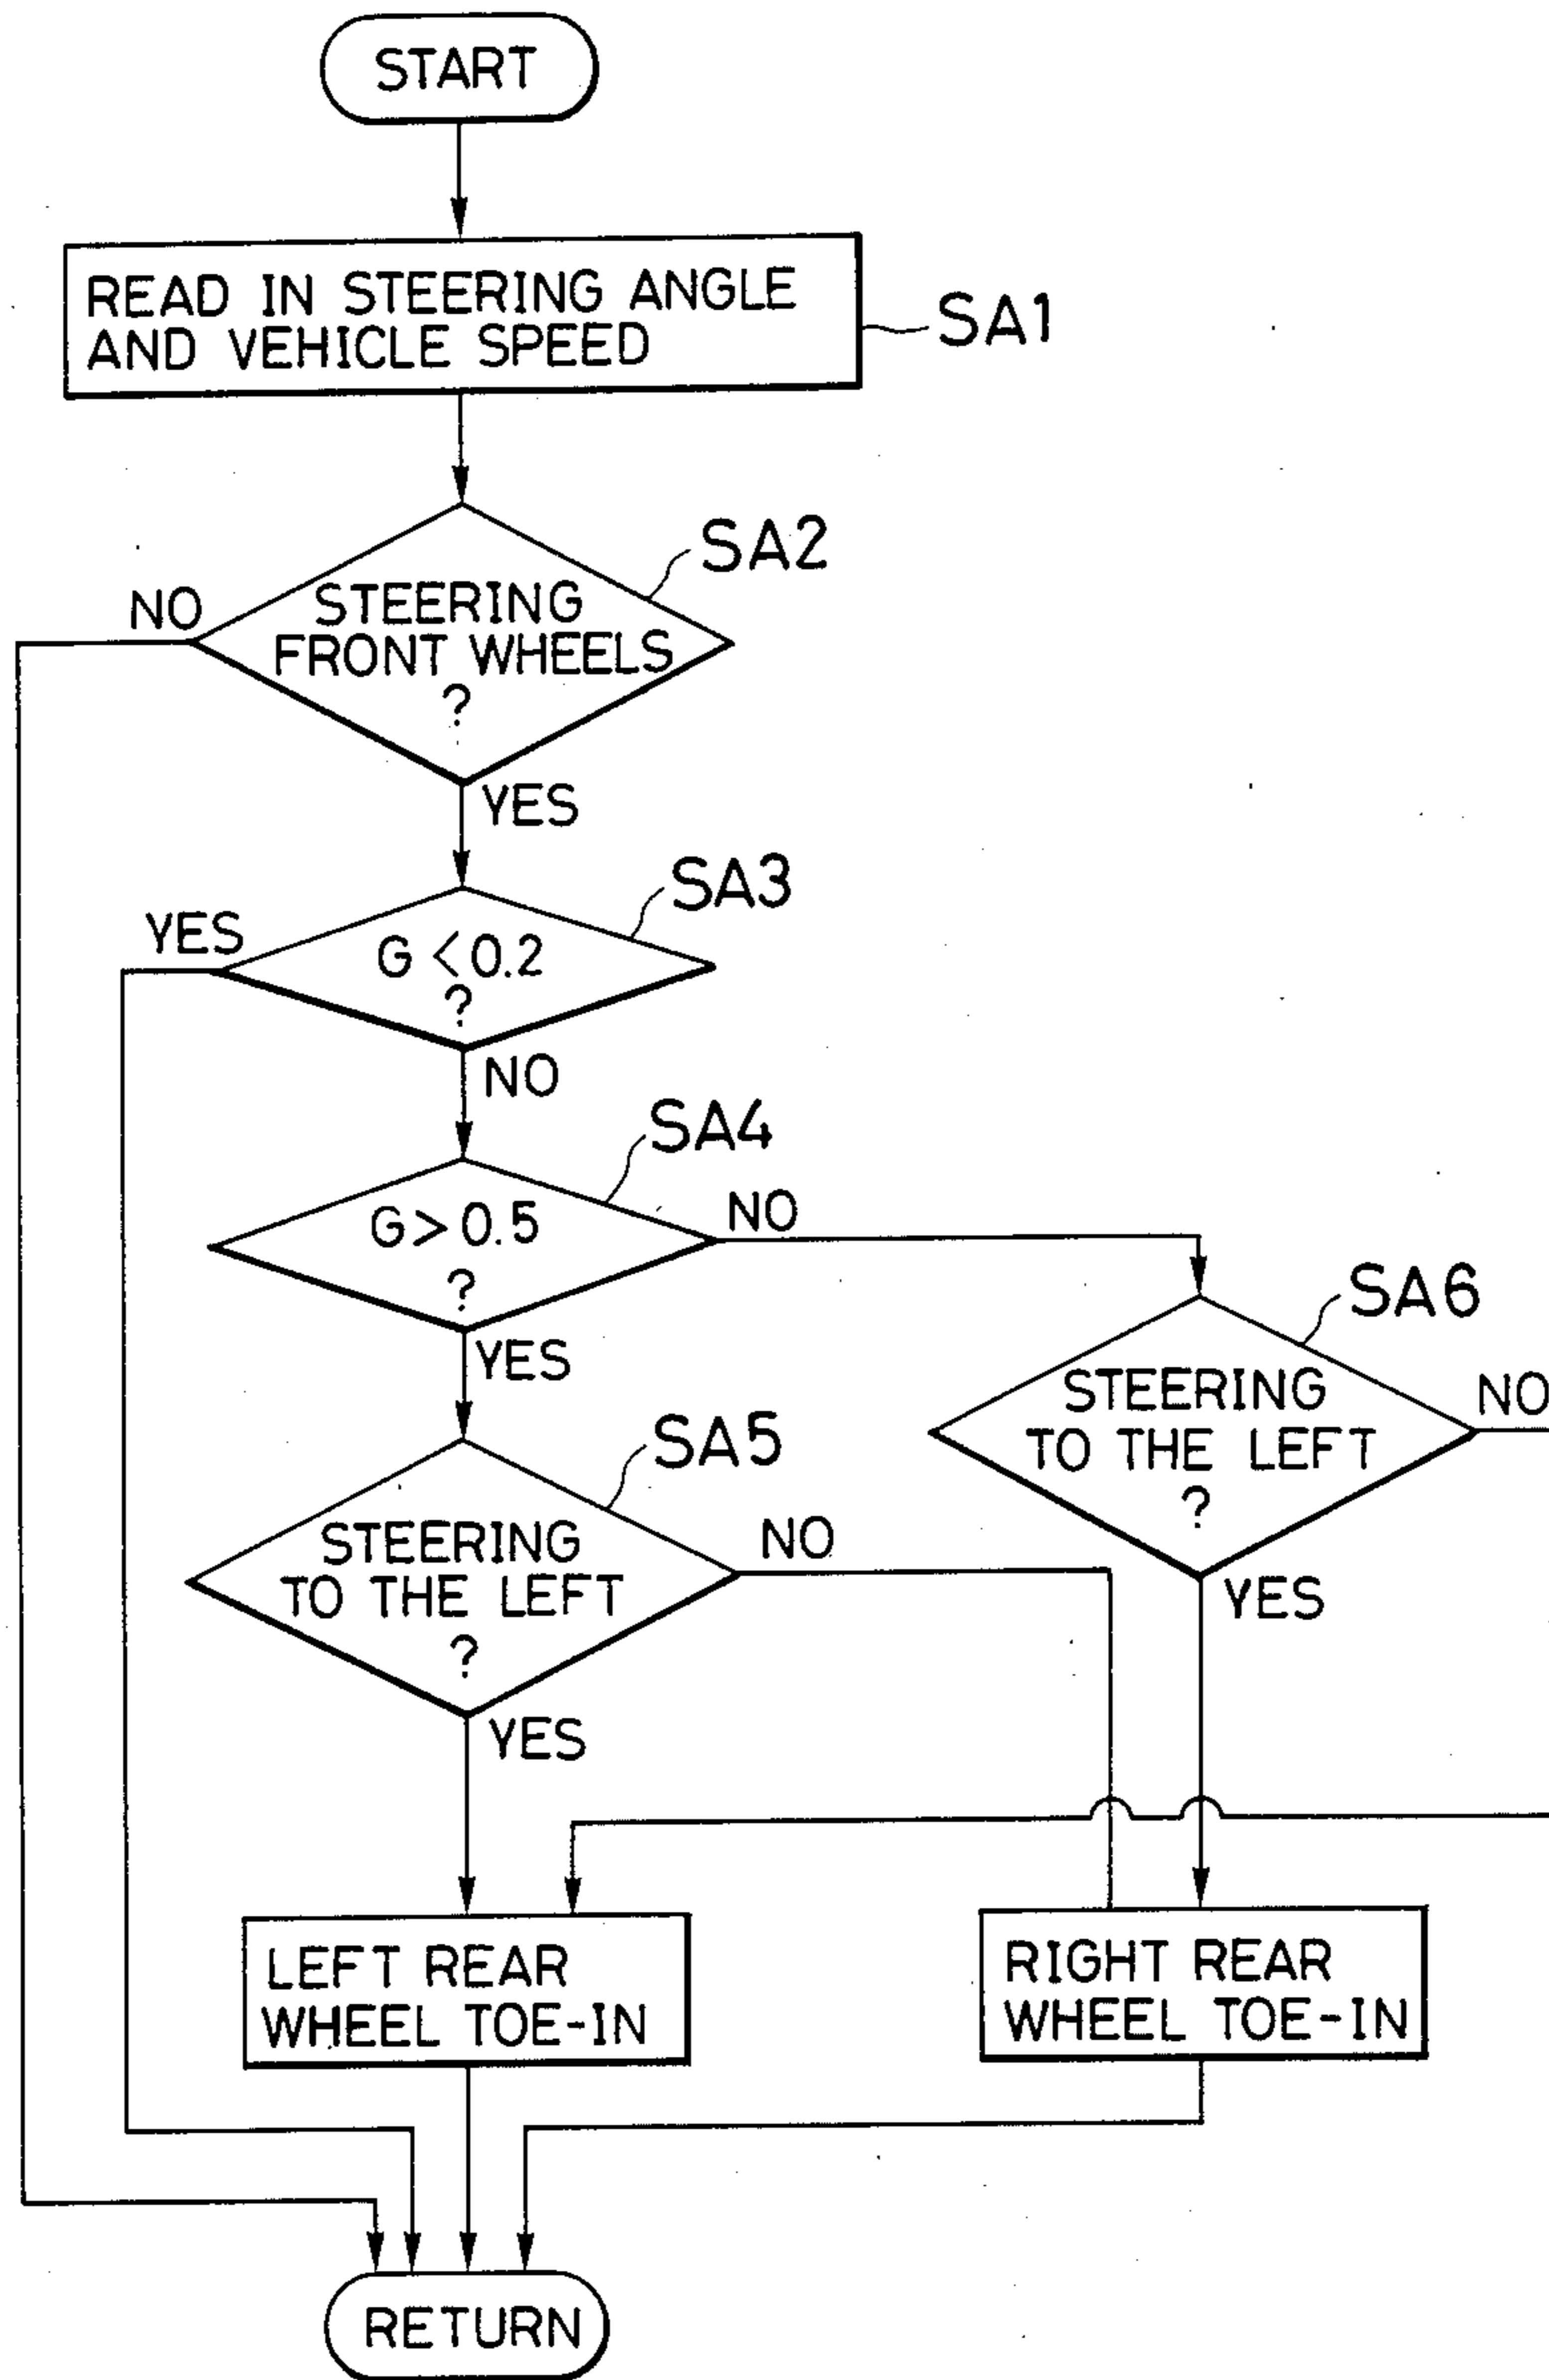 START
READ IN STEERING ANGLE
AND VEHICLE SPEED
SA1
SA2
NO
STEERING
FRONT WHEELS
?
YES
SA3
YES
G<0.2
?
NO
SA4
G>0.5
?
NO
YES
SA6
STEERING
TO THE LEFT
?
NO
YES
SA5
STEERING
TO THE LEFT
?
NO
YES
LEFT REAR
WHEEL TOE-IN
RIGHT REAR
WHEEL TOE-IN
RETURN